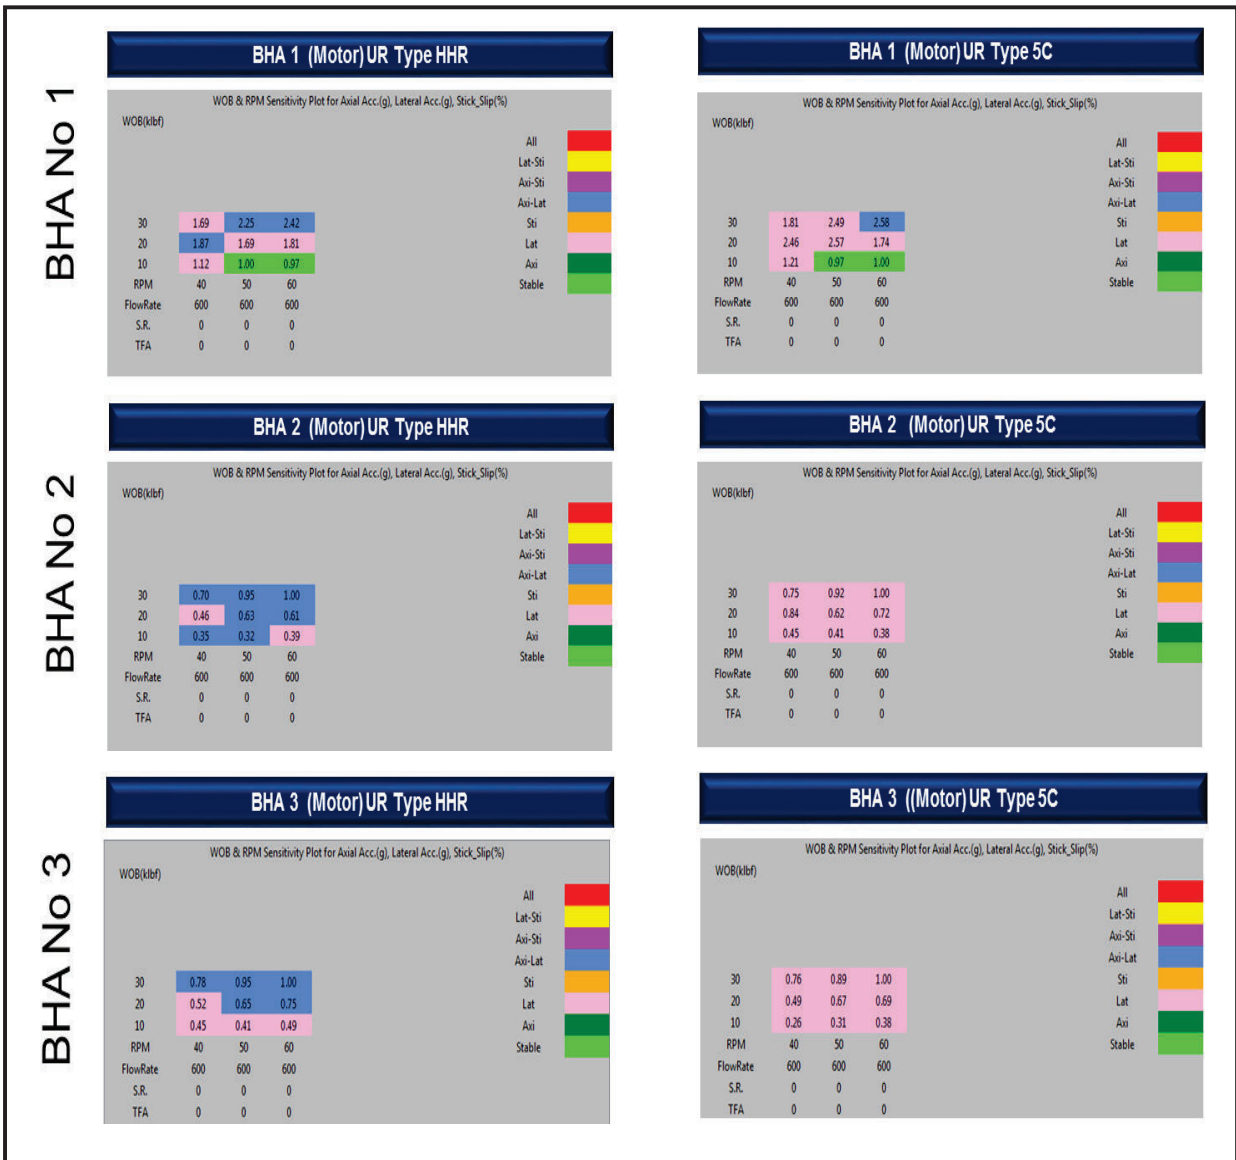 BHA No 1
BHA 1 (Motor) UR Type HHR
WOB & RPM Sensitivity Plot for Axial Acc.(g), Lateral Acc.(g), Stick_Slip(%)
WOB(klbf)
All
Lat-Sti
Axi-Sti
Axi-Lat
30 1.69 2.25 2.42 Sti
20 1.87 1.69 1.81 Lat
10 1.12 1.00 0.97 Axi
RPM 40 50 60 Stable
FlowRate 600 600 600
S.R. 0 0 0
TFA 0 0 0
BHA 1 (Motor) UR Type 5C
WOB & RPM Sensitivity Plot for Axial Acc.(g), Lateral Acc.(g), Stick_Slip(%)
WOB(klbf)
All
Lat-Sti
Axi-Sti
Axi-Lat
30 1.81 2.49 2.58 Sti
20 2.46 2.57 1.74 Lat
10 1.21 0.97 1.00 Axi
RPM 40 50 60 Stable
FlowRate 600 600 600
S.R. 0 0 0
TFA 0 0 0
BHA No 2
BHA 2 (Motor) UR Type HHR
WOB & RPM Sensitivity Plot for Axial Acc.(g), Lateral Acc.(g), Stick_Slip(%)
WOB(klbf)
All
Lat-Sti
Axi-Sti
Axi-Lat
30 0.70 0.95 1.00 Sti
20 0.46 0.63 0.61 Lat
10 0.35 0.32 0.39 Axi
RPM 40 50 60 Stable
FlowRate 600 600 600
S.R. 0 0 0
TFA 0 0 0
BHA 2 (Motor) UR Type 5C
WOB & RPM Sensitivity Plot for Axial Acc.(g), Lateral Acc.(g), Stick_Slip(%)
WOB(klbf)
All
Lat-Sti
Axi-Sti
Axi-Lat
30 0.75 0.92 1.00 Sti
20 0.84 0.62 0.72 Lat
10 0.45 0.41 0.38 Axi
RPM 40 50 60 Stable
FlowRate 600 600 600
S.R. 0 0 0
TFA 0 0 0
BHA No 3
BHA 3 (Motor) UR Type HHR
WOB & RPM Sensitivity Plot for Axial Acc.(g), Lateral Acc.(g), Stick_Slip(%)
WOB(klbf)
All
Lat-Sti
Axi-Sti
Axi-Lat
30 0.78 0.95 1.00 Sti
20 0.52 0.65 0.75 Lat
10 0.45 0.41 0.49 Axi
RPM 40 50 60 Stable
FlowRate 600 600 600
S.R. 0 0 0
TFA 0 0 0
BHA 3 ((Motor) UR Type 5C
WOB & RPM Sensitivity Plot for Axial Acc.(g), Lateral Acc.(g), Stick_Slip(%)
WOB(klbf)
All
Lat-Sti
Axi-Sti
Axi-Lat
30 0.76 0.89 1.00 Sti
20 0.49 0.67 0.69 Lat
10 0.26 0.31 0.38 Axi
RPM 40 50 60 Stable
FlowRate 600 600 600
S.R. 0 0 0
TFA 0 0 0